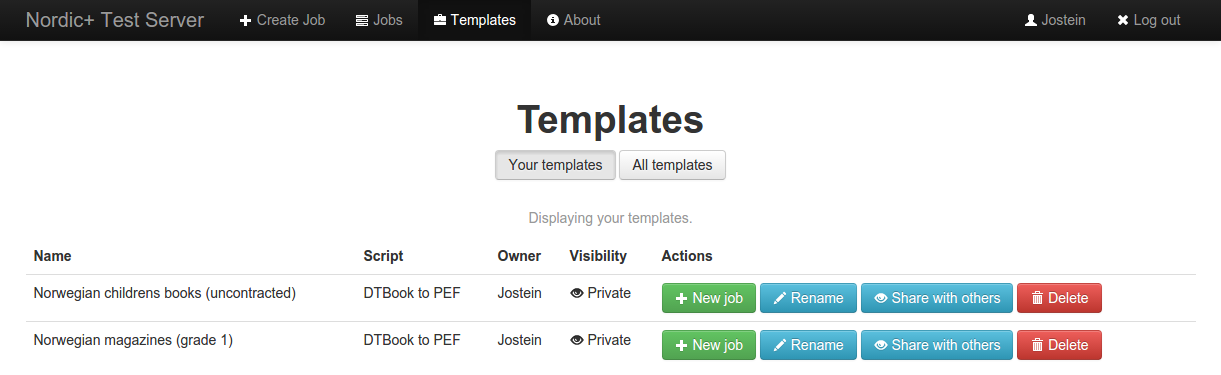 Nordic+ Test Server Create Job Jobs Templates About Jostein Log out
Templates
Your templates All templates
Displaying your templates.
Name Script Owner Visibility Actions
Norwegian childrens books (uncontracted) DTBook to PEF Jostein Private New job Rename Share with others Delete
Norwegian magazines (grade 1) DTBook to PEF Jostein Private New job Rename Share with others Delete